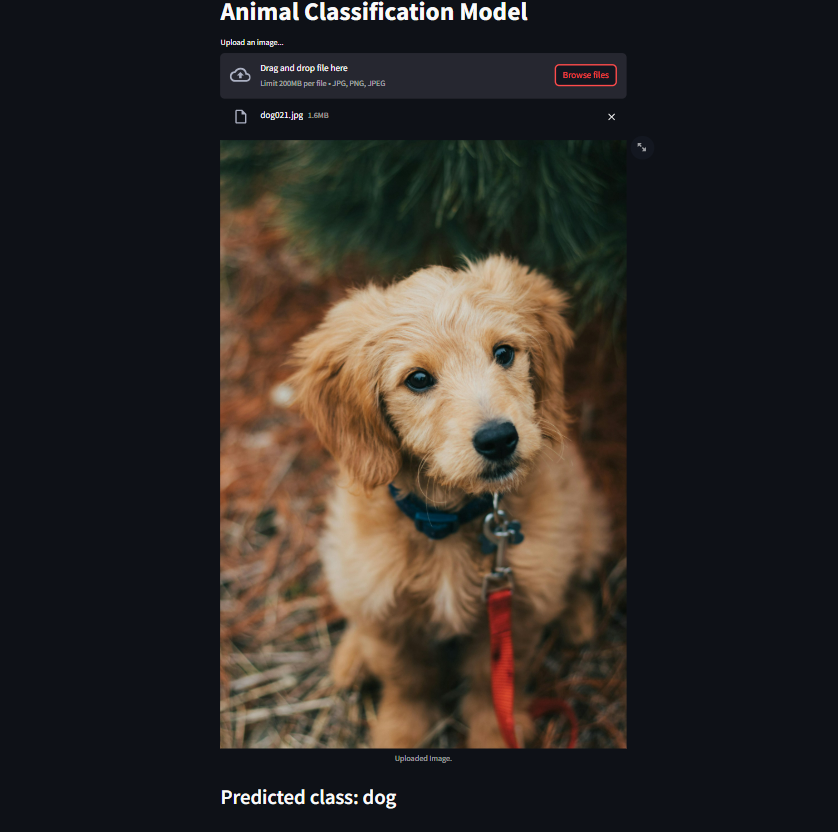 Animal Classification Model
Upload an image...
Drag and drop file here
Limit 200MB per file • JPG, PNG, JPEG
Browse files
dog021.jpg 1.6MB
Uploaded Image.
Predicted class: dog